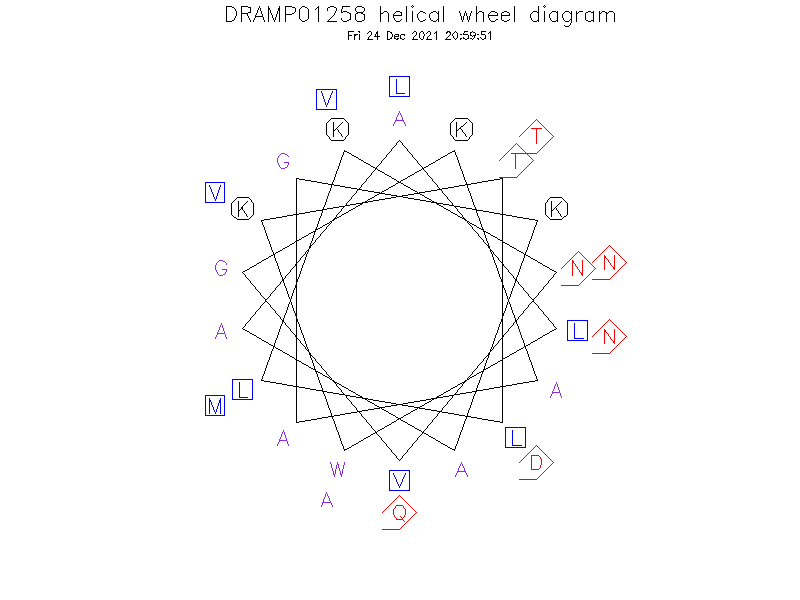 DRAMP01258 helical wheel diagram
Fri 24 Dec 2021 20:59:51
L
V
A
K K
T
G T
V
K K
G N N
A L N
L A
M
A L
W A D
V
A
Q